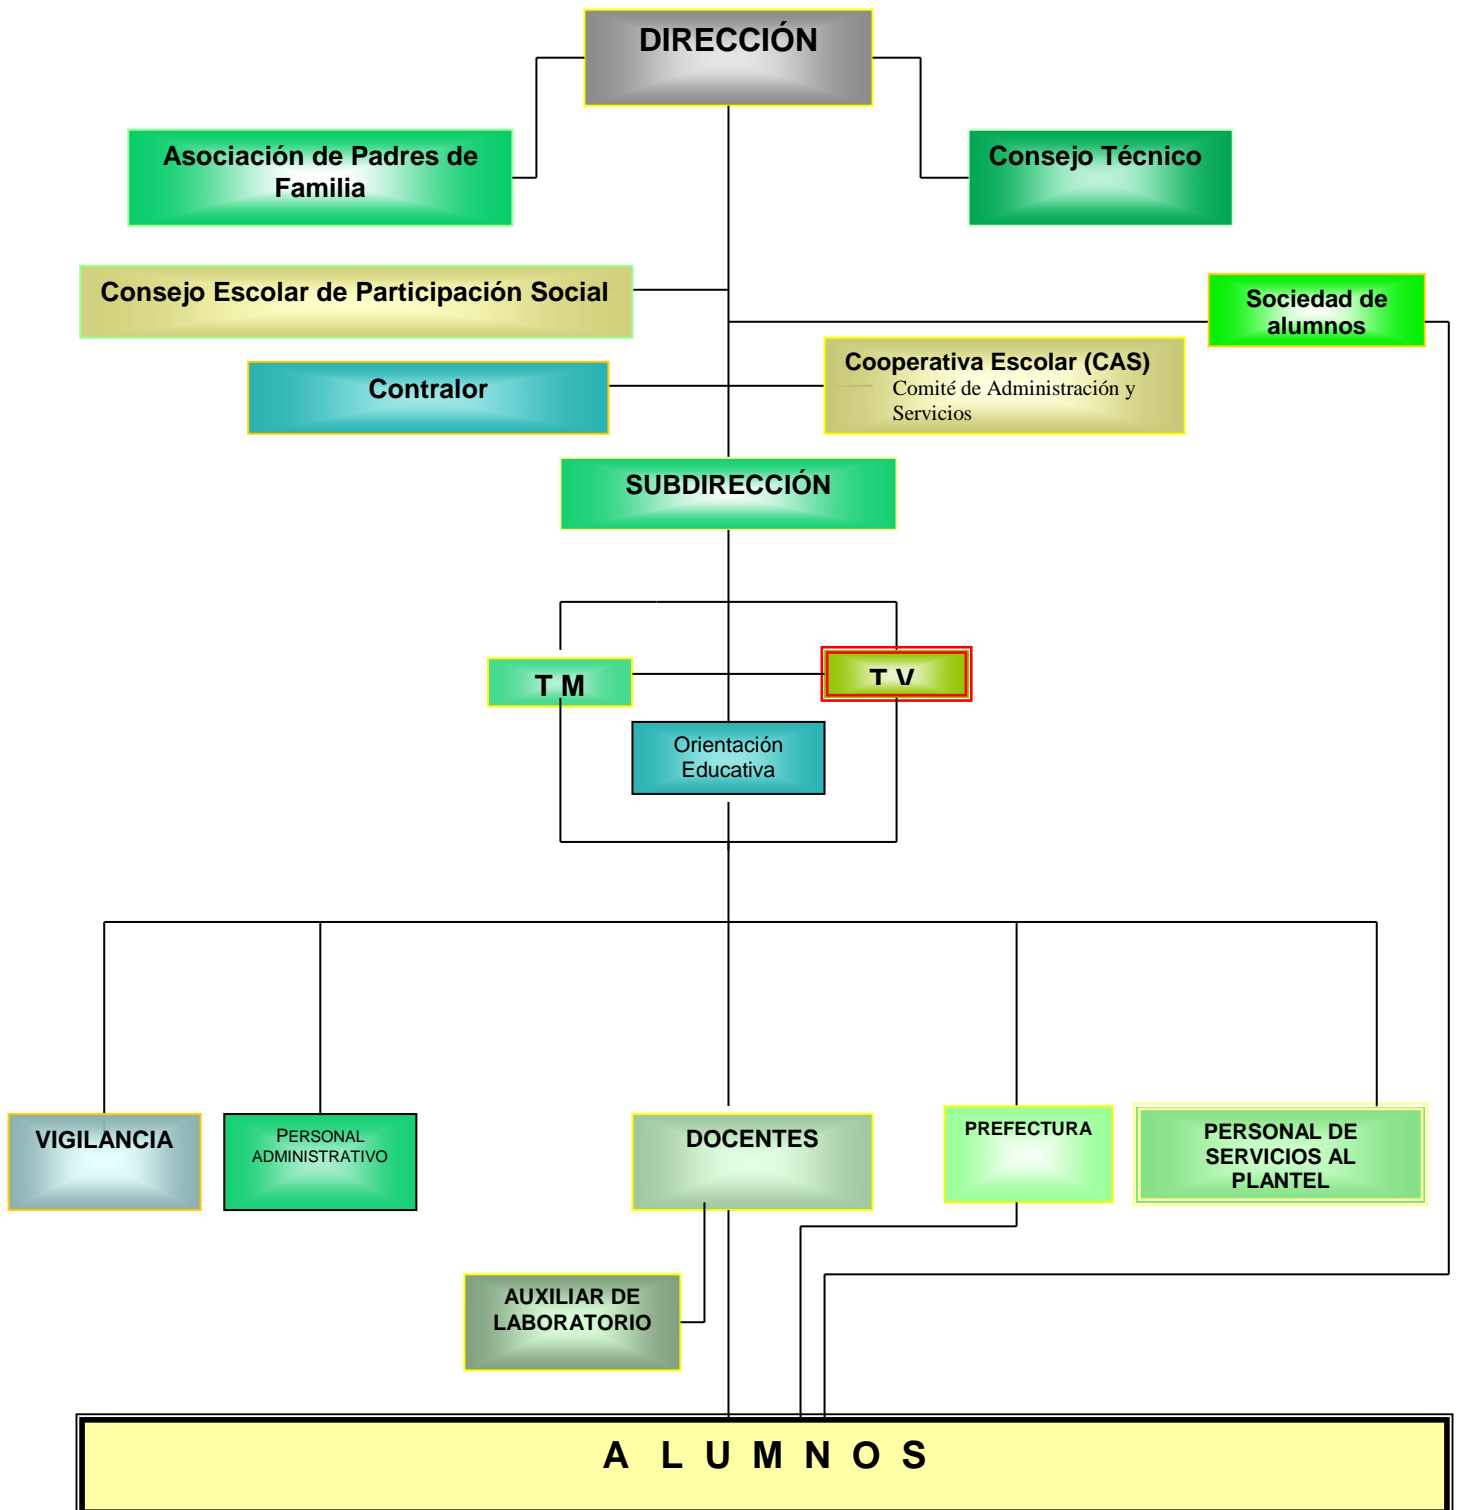 DIRECCIÓN
Asociación de Padres de
Familia
Consejo Técnico
Consejo Escolar de Participación Social
Sociedad de
alumnos
Contralor
Cooperativa Escolar (CAS)
Comité de Administración y
Servicios
SUBDIRECCIÓN
T M
T V
Orientación
Educativa
VIGILANCIA
PERSONAL
ADMINISTRATIVO
DOCENTES
PREFECTURA
PERSONAL DE
SERVICIOS AL
PLANTEL
AUXILIAR DE
LABORATORIO
A L U M N O S